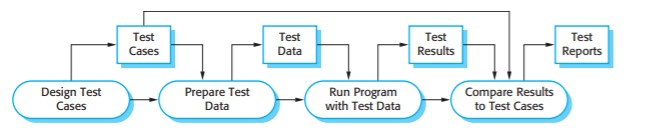 Test
Cases
Test
Data
Test
Results
Test
Reports
Design Test
Cases
Prepare Test
Data
Run Program
with Test Data
Compare Results
to Test Cases